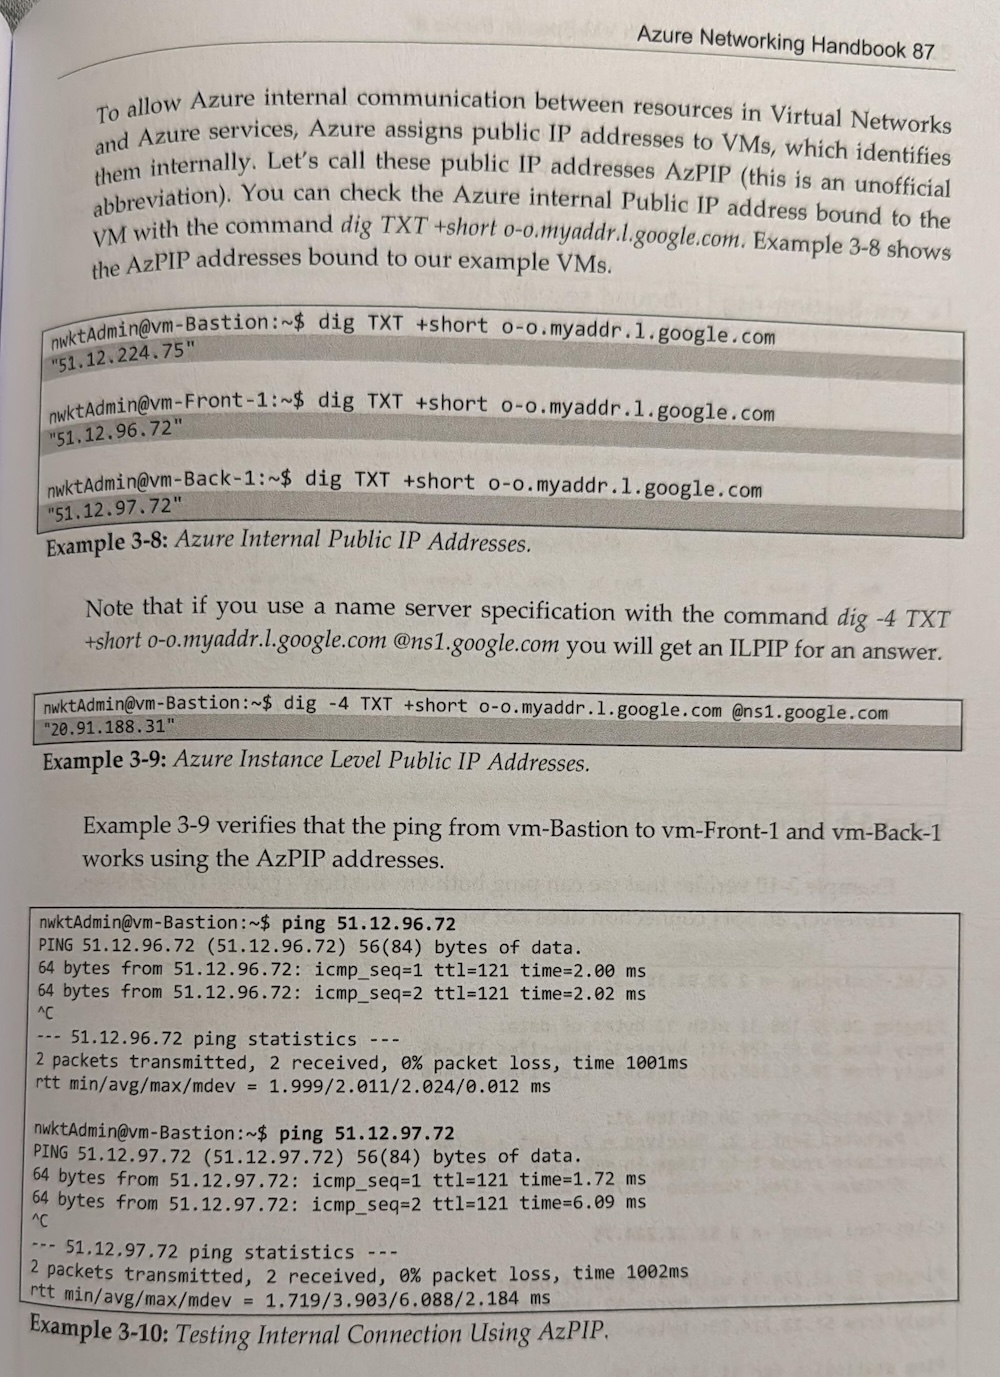 Azure Networking Handbook 87
To allow Azure internal communication between resources in Virtual Networks
and Azure services, Azure assigns public IP addresses to VMs, which identifies
them internally. Let's call these public IP addresses AzPIP (this is an unofficial
abbreviation). You can check the Azure internal Public IP address bound to the
VM with the command dig TXT +short o-o.myaddr.l.google.com. Example 3-8 shows
the AzPIP addresses bound to our example VMs.
nwktAdmin@vm-Bastion:~$ dig TXT +short o-o.myaddr.l.google.com
"51.12.224.75"
nwktAdmin@vm-Front-1:~$ dig TXT +short o-o.myaddr.l.google.com
"51.12.96.72"
nwktAdmin@vm-Back-1:~$ dig TXT +short o-o.myaddr.l.google.com
"51.12.97.72"
Example 3-8: Azure Internal Public IP Addresses.
Note that if you use a name server specification with the command dig -4 TXT
+short o-o.myaddr.l.google.com @ns1.google.com you will get an ILPIP for an answer.
nwktAdmin@vm-Bastion:~$ dig -4 TXT +short o-o.myaddr.l.google.com @ns1.google.com
"20.91.188.31"
Example 3-9: Azure Instance Level Public IP Addresses.
Example 3-9 verifies that the ping from vm-Bastion to vm-Front-1 and vm-Back-1
works using the AzPIP addresses.
nwktAdmin@vm-Bastion:~$ ping 51.12.96.72
PING 51.12.96.72 (51.12.96.72) 56(84) bytes of data.
64 bytes from 51.12.96.72: icmp_seq=1 ttl=121 time=2.00 ms
64 bytes from 51.12.96.72: icmp_seq=2 ttl=121 time=2.02 ms
^C
--- 51.12.96.72 ping statistics ---
2 packets transmitted, 2 received, 0% packet loss, time 1001ms
rtt min/avg/max/mdev = 1.999/2.011/2.024/0.012 ms
nwktAdmin@vm-Bastion:~$ ping 51.12.97.72
PING 51.12.97.72 (51.12.97.72) 56(84) bytes of data.
64 bytes from 51.12.97.72: icmp_seq=1 ttl=121 time=1.72 ms
64 bytes from 51.12.97.72: icmp_seq=2 ttl=121 time=6.09 ms
^C
--- 51.12.97.72 ping statistics ---
2 packets transmitted, 2 received, 0% packet loss, time 1002ms
rtt min/avg/max/mdev = 1.719/3.903/6.088/2.184 ms
Example 3-10: Testing Internal Connection Using AzPIP.